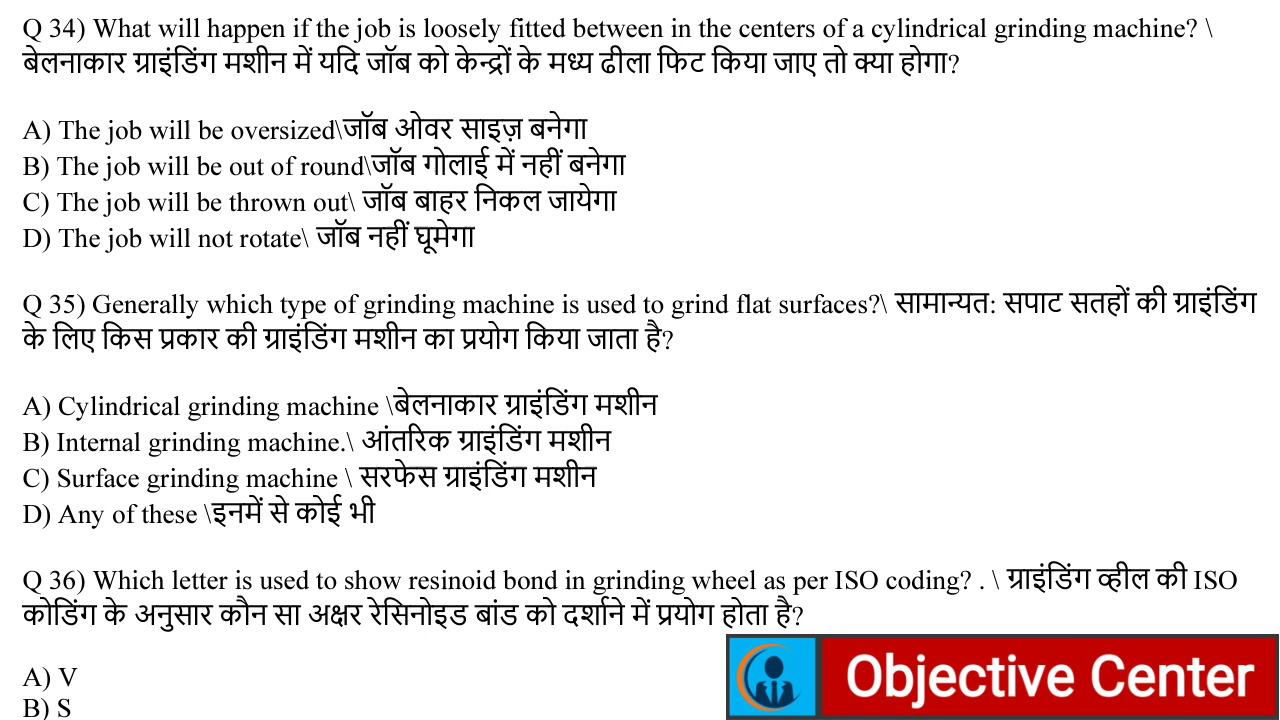 Q 34) What will happen if the job is loosely fitted between in the centers of a cylindrical grinding machine? \
बेलनाकार ग्राइंडिंग मशीन में यदि जॉब को केन्द्रों के मध्य ढीला फिट किया जाए तो क्या होगा?
A) The job will be oversized\जॉब ओवर साइज़ बनेगा
B) The job will be out of round\जॉब गोलाई में नहीं बनेगा
C) The job will be thrown out\ जॉब बाहर निकल जायेगा
D) The job will not rotate\ जॉब नहीं घूमेगा
Q 35) Generally which type of grinding machine is used to grind flat surfaces?\ सामान्यत: सपाट सतहों की ग्राइंडिंग
के लिए किस प्रकार की ग्राइंडिंग मशीन का प्रयोग किया जाता है?
A) Cylindrical grinding machine \बेलनाकार ग्राइंडिंग मशीन
B) Internal grinding machine.\ आंतरिक ग्राइंडिंग मशीन
C) Surface grinding machine \ सरफेस ग्राइंडिंग मशीन
D) Any of these \इनमें से कोई भी
Q 36) Which letter is used to show resinoid bond in grinding wheel as per ISO coding? . \ ग्राइंडिंग व्हील की ISO
कोडिंग के अनुसार कौन सा अक्षर रेसिनोइड बांड को दर्शाने में प्रयोग होता है?
A) V
B) S
Objective Center